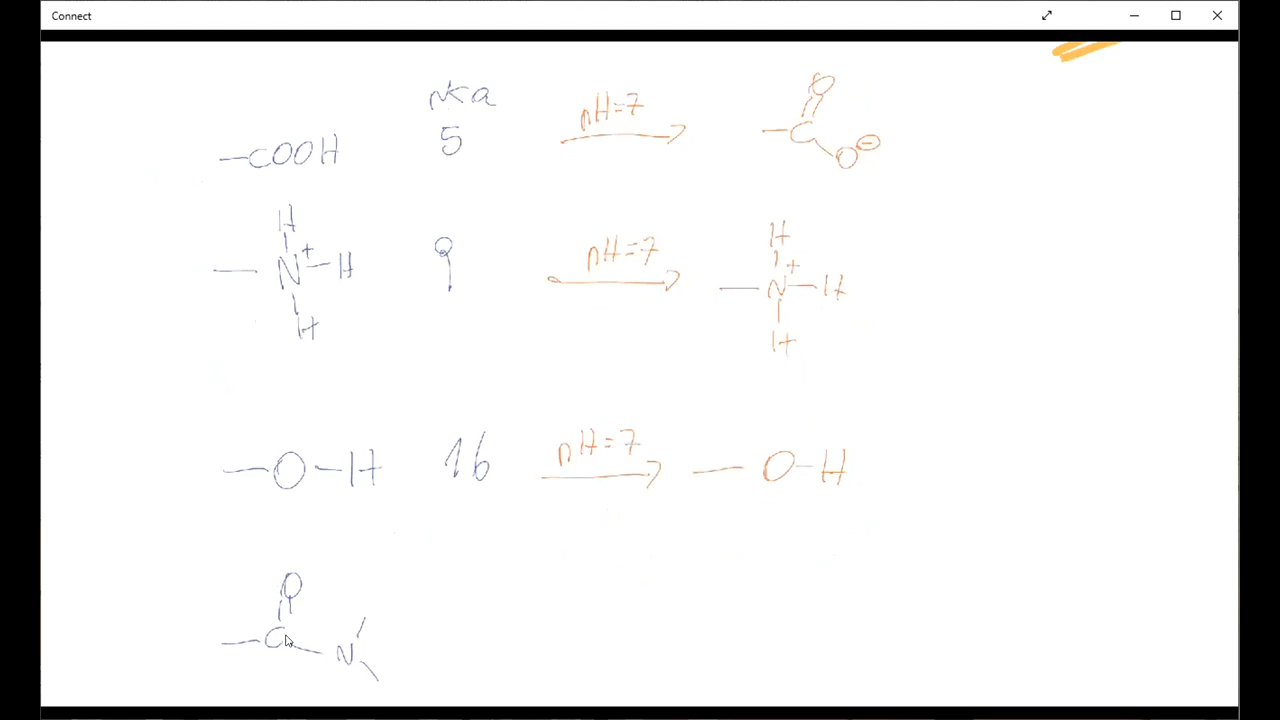 Connect
pKa
-COOH 5 pH=7 -C O O⊖
H
-N+-H 9 pH=7 -N+-H
H
-O-H 16 pH=7 -O-H
O
-C-N